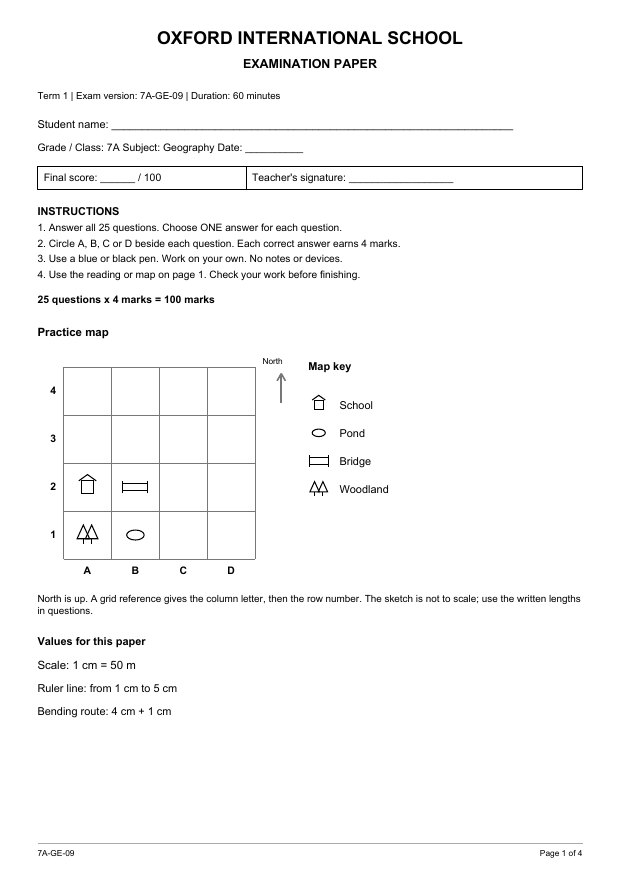 OXFORD INTERNATIONAL SCHOOL
EXAMINATION PAPER
Term 1 | Exam version: 7A-GE-09 | Duration: 60 minutes
Student name: ________________________________________________________________
Grade / Class: 7A Subject: Geography Date: __________
Final score: ______ / 100
Teacher's signature: __________________
INSTRUCTIONS
1. Answer all 25 questions. Choose ONE answer for each question.
2. Circle A, B, C or D beside each question. Each correct answer earns 4 marks.
3. Use a blue or black pen. Work on your own. No notes or devices.
4. Use the reading or map on page 1. Check your work before finishing.
25 questions x 4 marks = 100 marks
Practice map
North
Map key
4
School
3
Pond
Bridge
2
Woodland
1
A B C D
North is up. A grid reference gives the column letter, then the row number. The sketch is not to scale; use the written lengths
in questions.
Values for this paper
Scale: 1 cm = 50 m
Ruler line: from 1 cm to 5 cm
Bending route: 4 cm + 1 cm
7A-GE-09
Page 1 of 4